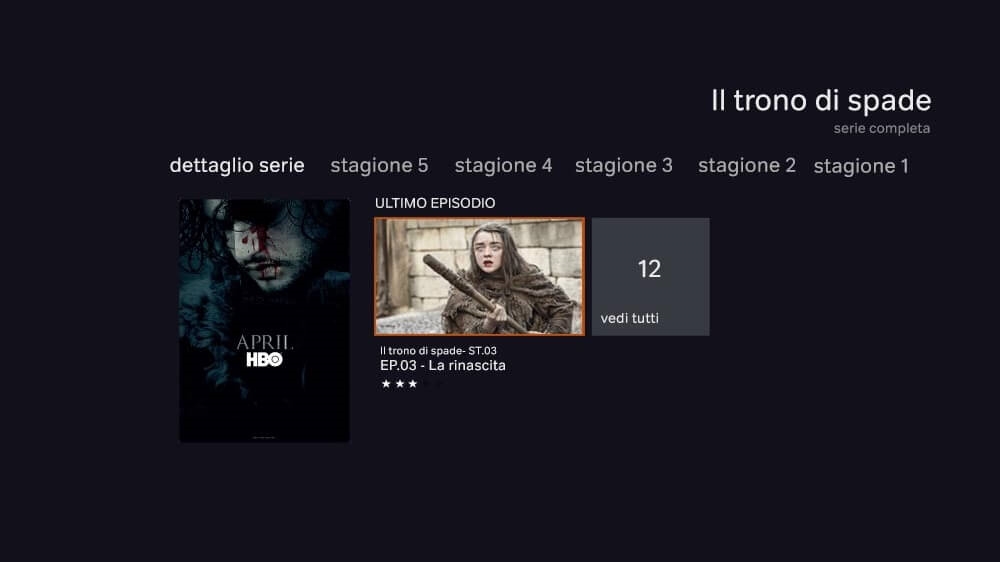 Il trono di spade
serie completa
dettaglio serie stagione 5 stagione 4 stagione 3 stagione 2 stagione 1
ULTIMO EPISODIO
12
vedi tutti
APRIL
HBO
Il trono di spade- ST.03
EP.03 - La rinascita